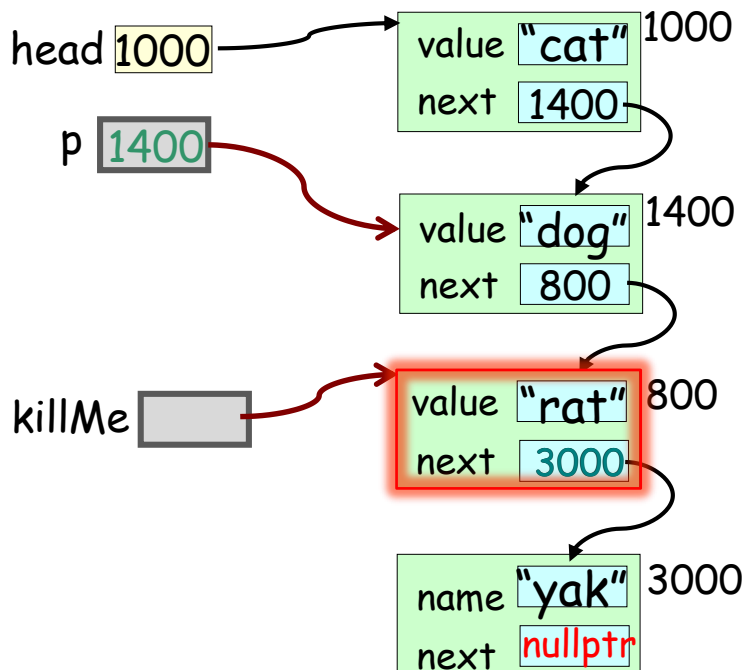 head 1000
value "cat" 1000
next 1400
p 1400
value "dog" 1400
next 800
killMe
value "rat" 800
next 3000
name "yak" 3000
next nullptr